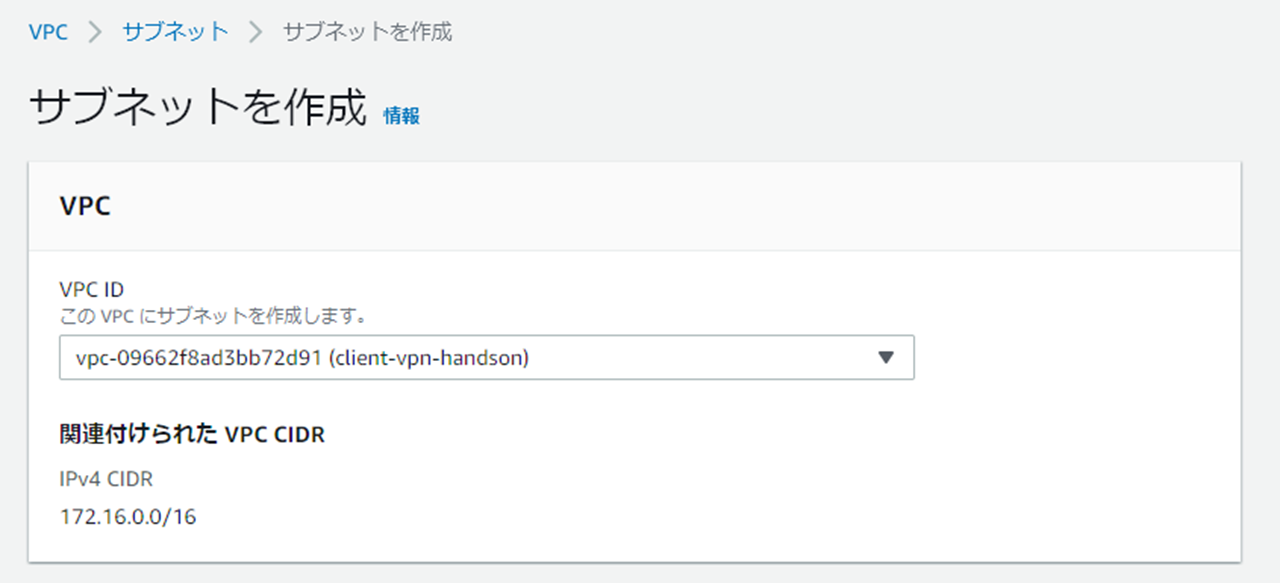 VPC > サブネット > サブネットを作成
サブネットを作成 情報
VPC
VPC ID
この VPC にサブネットを作成します。
vpc-09662f8ad3bb72d91 (client-vpn-handson)
関連付けられた VPC CIDR
IPv4 CIDR
172.16.0.0/16